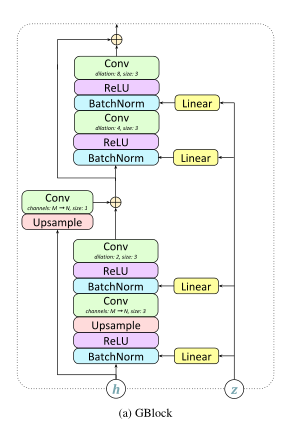 Conv
dilation: 8, size: 3
ReLU
BatchNorm
Linear
Conv
dilation: 4, size: 3
ReLU
BatchNorm
Linear
Conv
channels: M → N, size: 1
Upsample
Conv
dilation: 2, size: 3
ReLU
BatchNorm
Linear
Conv
channels: M → N, size: 3
Upsample
ReLU
BatchNorm
Linear
h
z
(a) GBlock